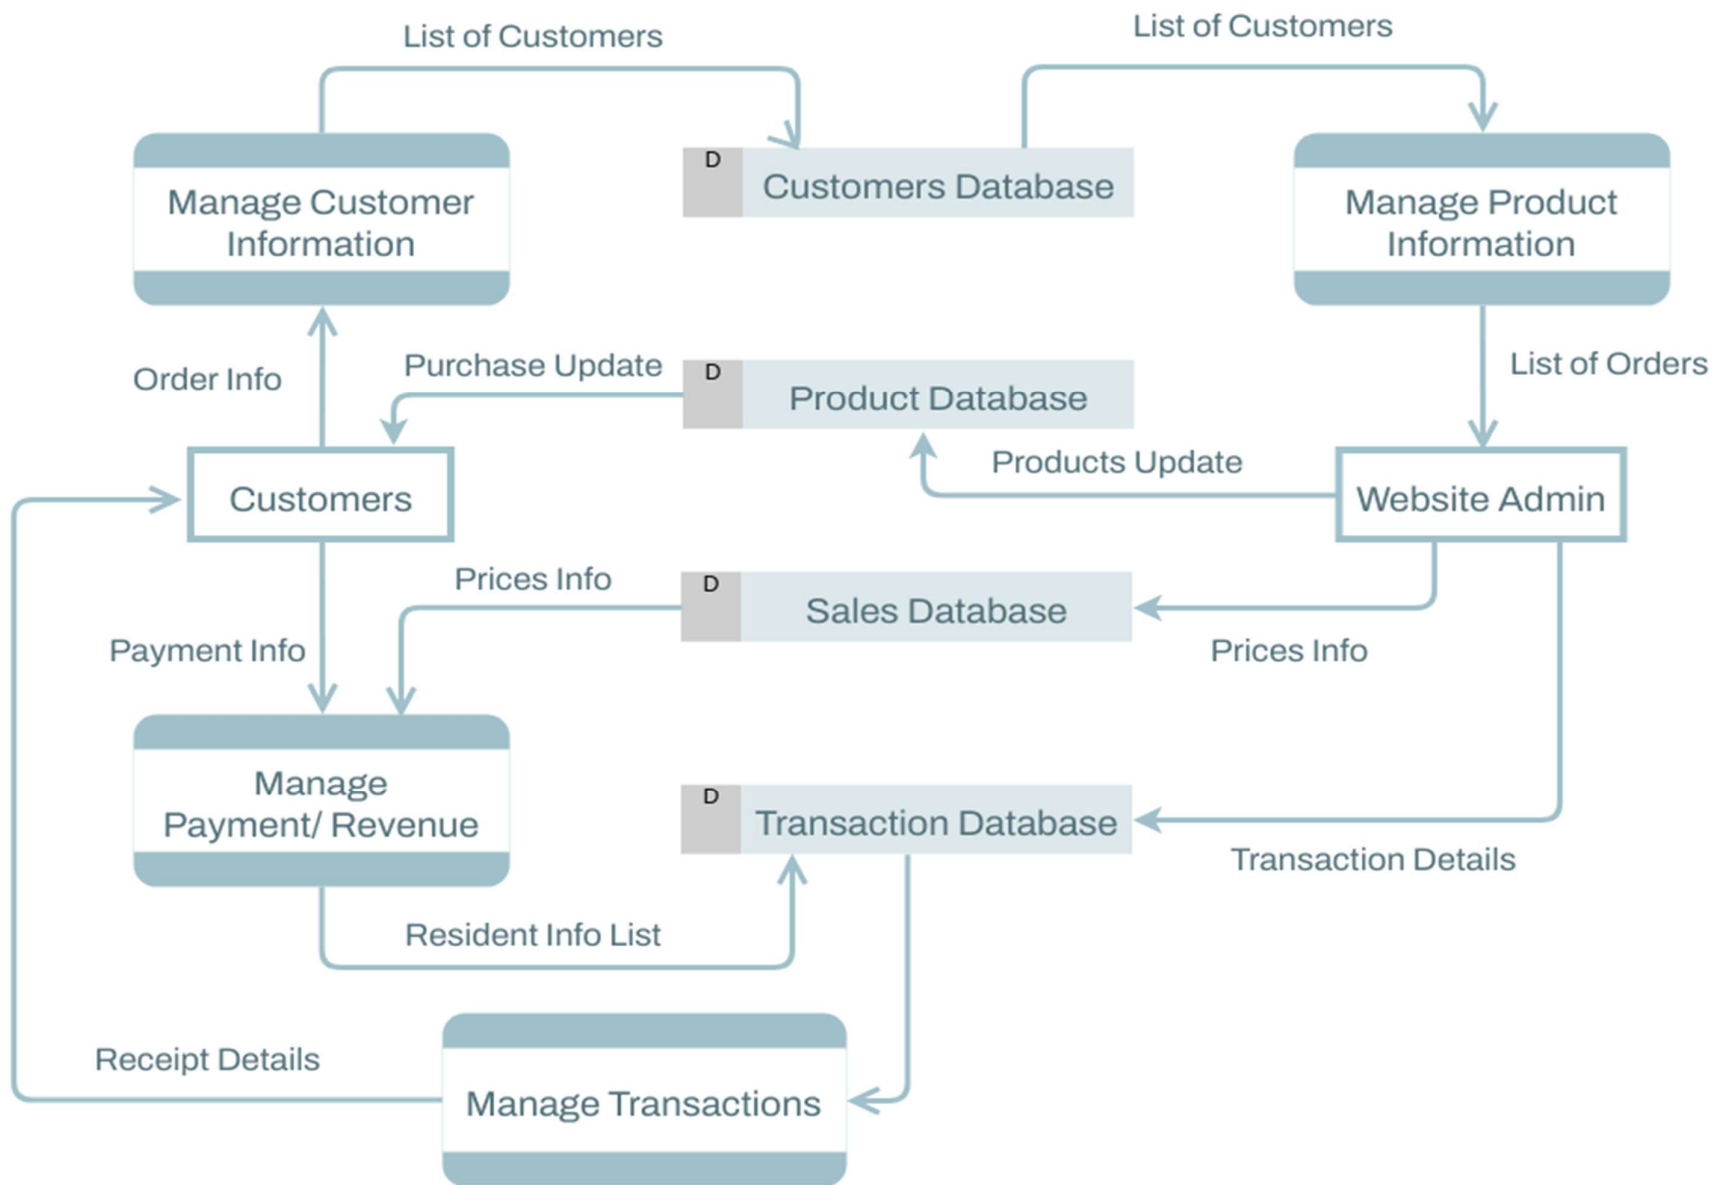 List of Customers
List of Customers
D
Customers Database
Manage Customer
Information
Manage Product
Information
Order Info
Purchase Update
D
Product Database
List of Orders
Products Update
Customers
Website Admin
Prices Info
D
Sales Database
Payment Info
Prices Info
Manage
Payment/ Revenue
D
Transaction Database
Transaction Details
Resident Info List
Receipt Details
Manage Transactions